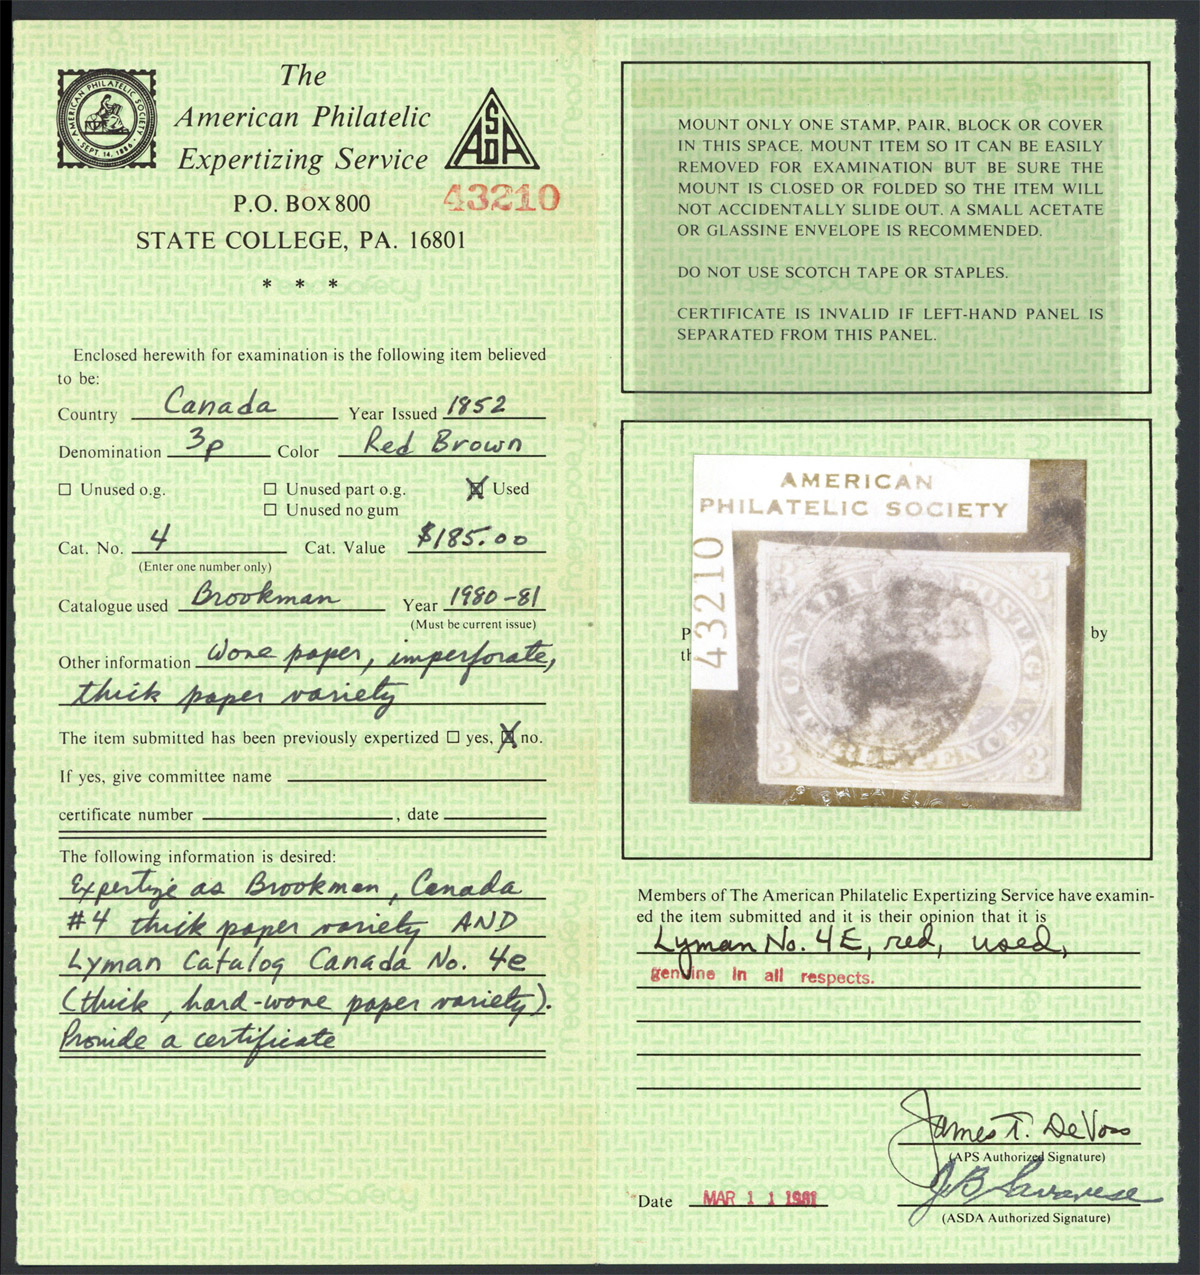 The
American Philatelic
Expertizing Service
P.O. BOX 800
43210
STATE COLLEGE, PA. 16801
* * *
AMERICAN PHILATELIC SOCIETY
SEPT. 14, 1886
ASDA
Enclosed herewith for examination is the following item believed
to be:
Country Canada Year Issued 1852
Denomination 3p Color Red Brown
☐ Unused o.g. ☐ Unused part o.g. ☒ Used
☐ Unused no gum
Cat. No. 4 Cat. Value $185.00
(Enter one number only)
Catalogue used Brookman Year 1980-81
(Must be current issue)
Other information wove paper, imperforate,
thick paper variety
The item submitted has been previously expertized ☐ yes, ☒ no.
If yes, give committee name
certificate number , date
The following information is desired:
Expertize as Brookman, Canada
#4 thick paper variety AND
Lyman Catalog Canada No. 4e
(thick, hard-wove paper variety).
Provide a certificate
MOUNT ONLY ONE STAMP, PAIR, BLOCK OR COVER
IN THIS SPACE. MOUNT ITEM SO IT CAN BE EASILY
REMOVED FOR EXAMINATION BUT BE SURE THE
MOUNT IS CLOSED OR FOLDED SO THE ITEM WILL
NOT ACCIDENTALLY SLIDE OUT. A SMALL ACETATE
OR GLASSINE ENVELOPE IS RECOMMENDED.
DO NOT USE SCOTCH TAPE OR STAPLES.
CERTIFICATE IS INVALID IF LEFT-HAND PANEL IS
SEPARATED FROM THIS PANEL.
AMERICAN
PHILATELIC SOCIETY
43210
by
3 3
3 3
Members of The American Philatelic Expertizing Service have examin-
ed the item submitted and it is their opinion that it is
Lyman No. 4E, red, used,
genuine in all respects.
James T. DeVoss
(APS Authorized Signature)
Date MAR 1 1 1981
(ASDA Authorized Signature)